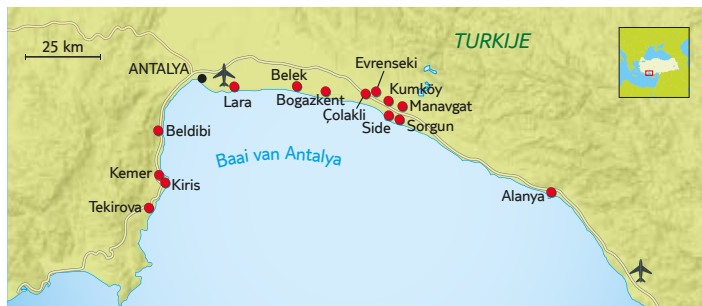 25 km
TURKIJE
ANTALYA
Evrenseki
Belek
Kumköy
Lara
Bogazkent
Manavgat
Çolakli
Side
Sorgun
Beldibi
Baai van Antalya
Kemer
Kiris
Alanya
Tekirova